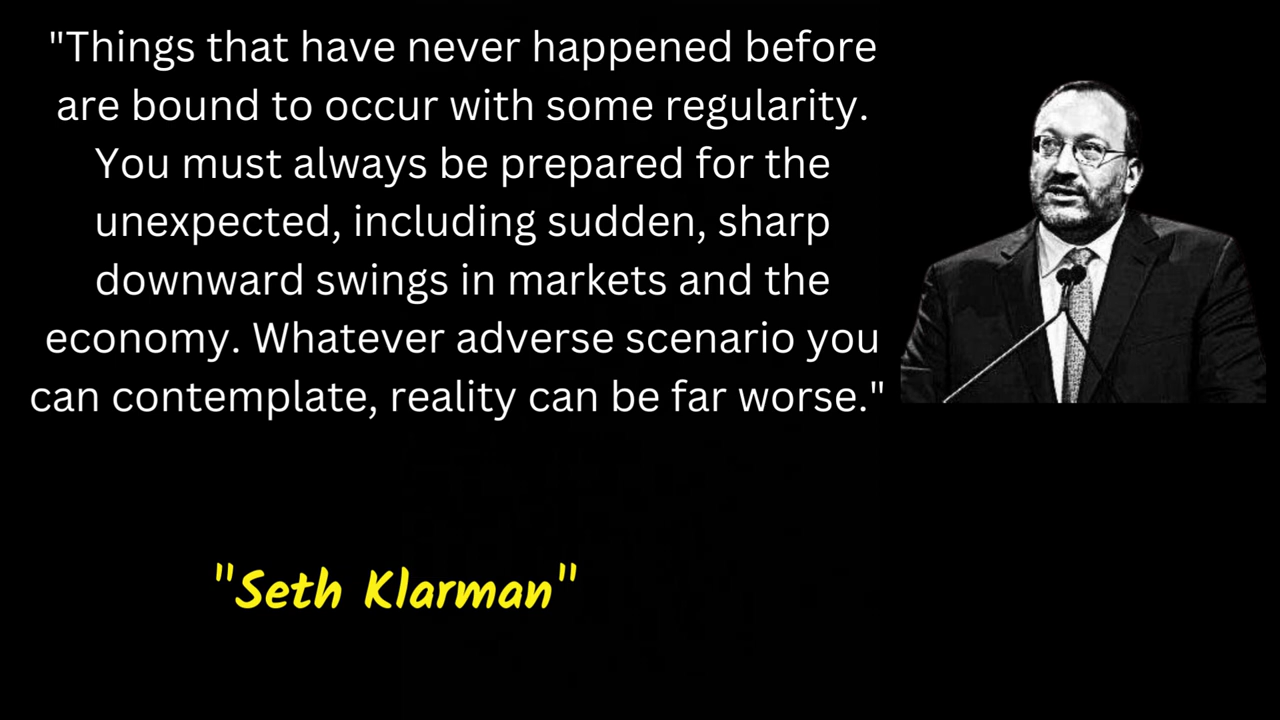 "Things that have never happened before
are bound to occur with some regularity.
You must always be prepared for the
unexpected, including sudden, sharp
downward swings in markets and the
economy. Whatever adverse scenario you
can contemplate, reality can be far worse."
"Seth Klarman"